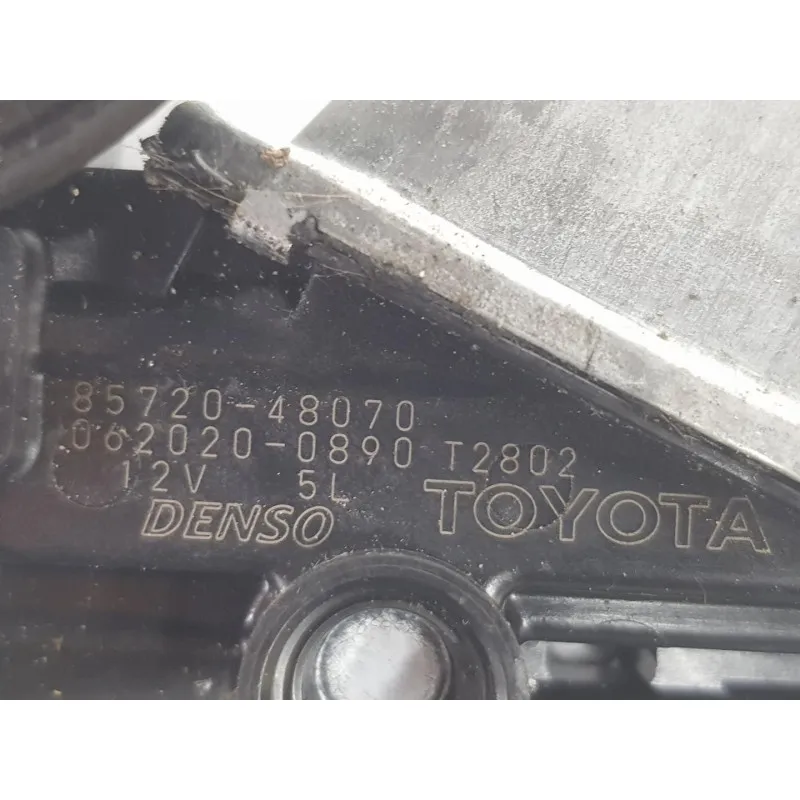 85720-48070
062020-0890 T2802
12V 5L
DENSO TOYOTA